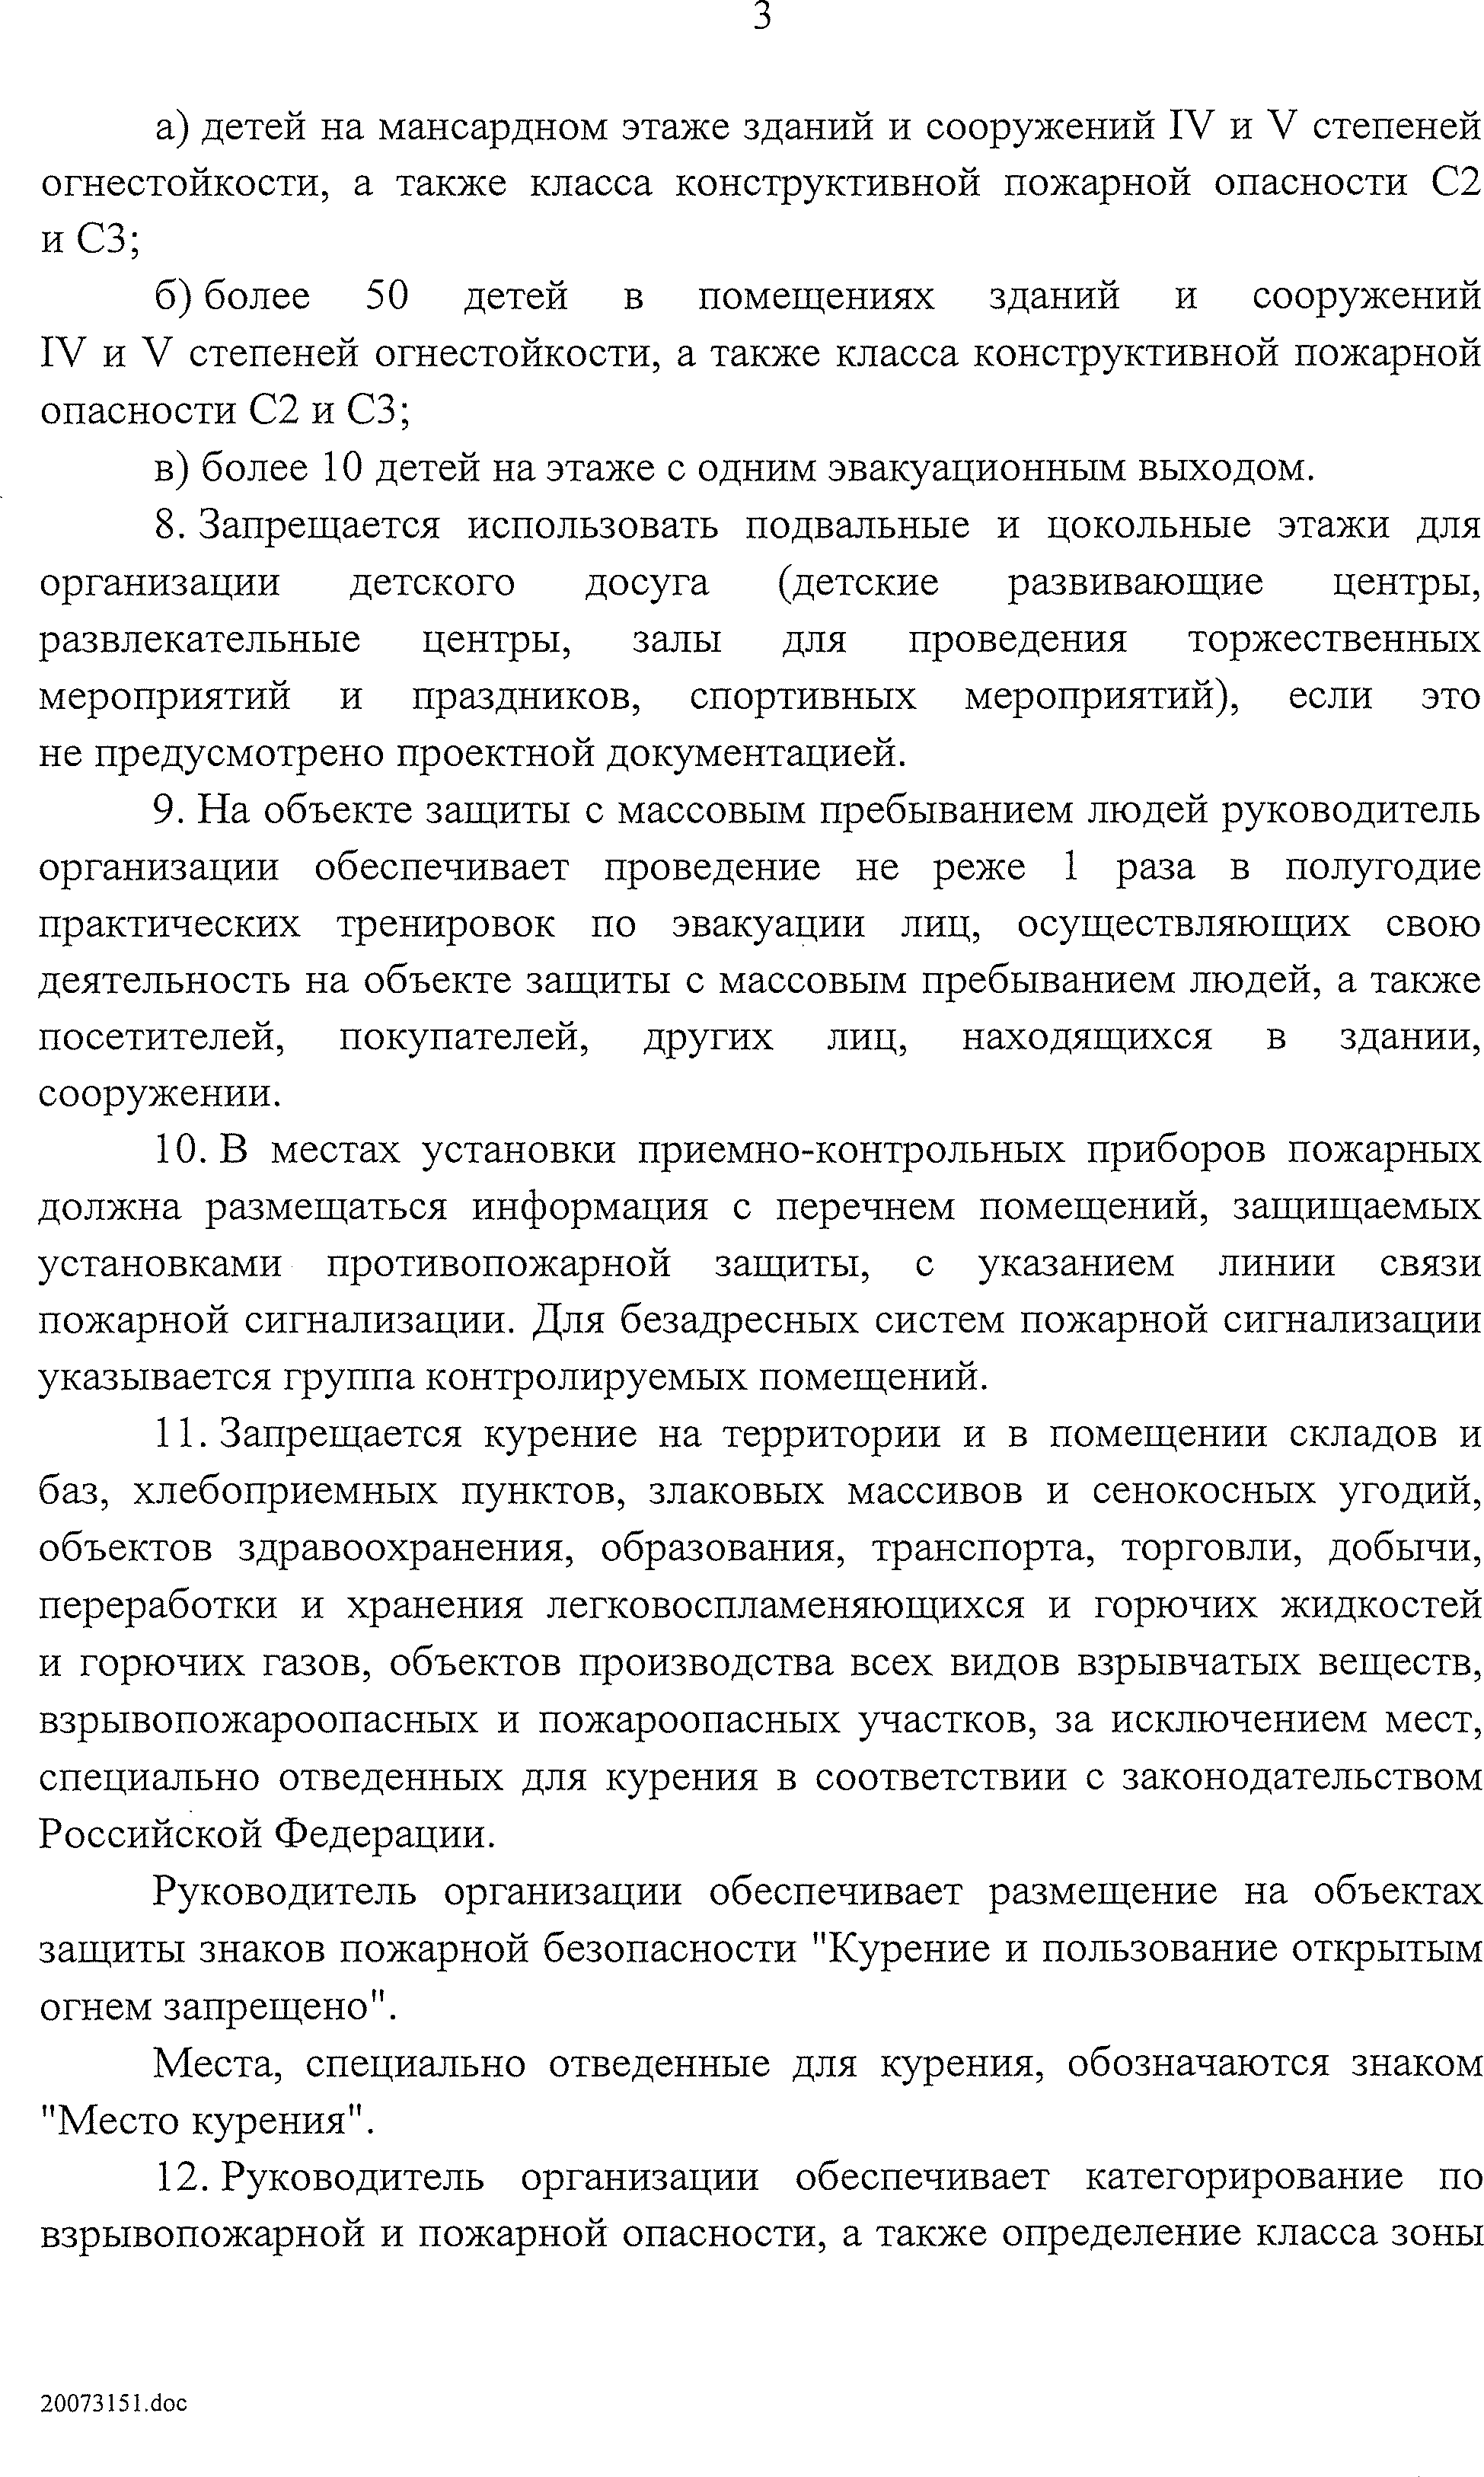 3
а) детей на мансардном этаже зданий и сооружений IV и V степеней
огнестойкости, а также класса конструктивной пожарной опасности С2
и С3;
б) более 50 детей в помещениях зданий и сооружений
IV и V степеней огнестойкости, а также класса конструктивной пожарной
опасности С2 и С3;
в) более 10 детей на этаже с одним эвакуационным выходом.
8. Запрещается использовать подвальные и цокольные этажи для
организации детского досуга (детские развивающие центры,
развлекательные центры, залы для проведения торжественных
мероприятий и праздников, спортивных мероприятий), если это
не предусмотрено проектной документацией.
9. На объекте защиты с массовым пребыванием людей руководитель
организации обеспечивает проведение не реже 1 раза в полугодие
практических тренировок по эвакуации лиц, осуществляющих свою
деятельность на объекте защиты с массовым пребыванием людей, а также
посетителей, покупателей, других лиц, находящихся в здании,
сооружении.
10. В местах установки приемно-контрольных приборов пожарных
должна размещаться информация с перечнем помещений, защищаемых
установками противопожарной защиты, с указанием линии связи
пожарной сигнализации. Для безадресных систем пожарной сигнализации
указывается группа контролируемых помещений.
11. Запрещается курение на территории и в помещении складов и
баз, хлебоприемных пунктов, злаковых массивов и сенокосных угодий,
объектов здравоохранения, образования, транспорта, торговли, добычи,
переработки и хранения легковоспламеняющихся и горючих жидкостей
и горючих газов, объектов производства всех видов взрывчатых веществ,
взрывопожароопасных и пожароопасных участков, за исключением мест,
специально отведенных для курения в соответствии с законодательством
Российской Федерации.
Руководитель организации обеспечивает размещение на объектах
защиты знаков пожарной безопасности "Курение и пользование открытым
огнем запрещено".
Места, специально отведенные для курения, обозначаются знаком
"Место курения".
12. Руководитель организации обеспечивает категорирование по
взрывопожарной и пожарной опасности, а также определение класса зоны
20073151.doc